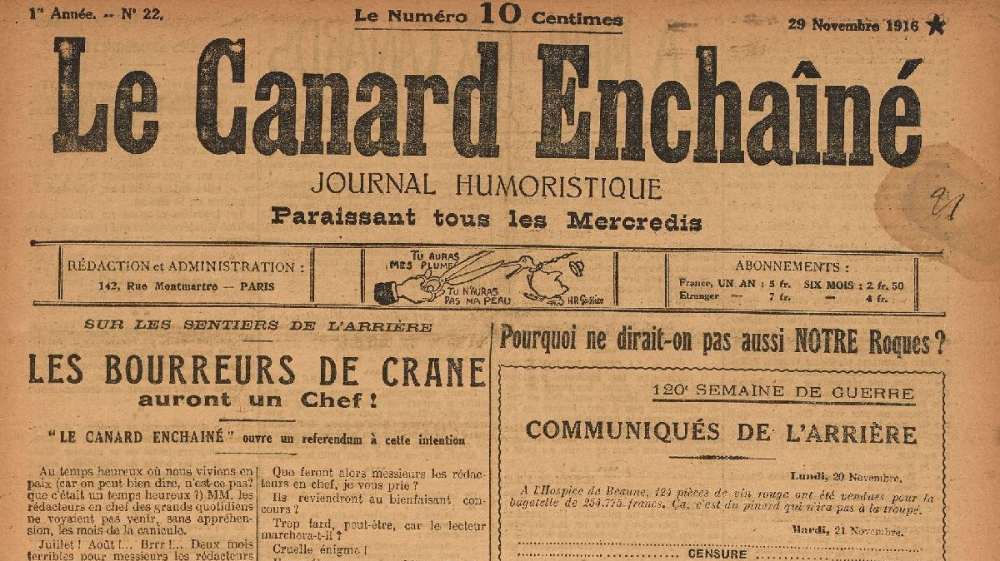 1re Année. -- N° 22.
Le Numéro 10 Centimes
29 Novembre 1916
Le Canard Enchaîné
JOURNAL HUMORISTIQUE
Paraissant tous les Mercredis
RÉDACTION et ADMINISTRATION :
142, Rue Montmartre — PARIS
TU AURAS
MES PLUMES
TU N'AURAS
PAS MA PEAU
H.P. Gassier
ABONNEMENTS :
France, UN AN : 5 fr. SIX MOIS : 2 fr. 50
Etranger — 7 fr. — 4 fr.
SUR LES SENTIERS DE L'ARRIÈRE
LES BOURREURS DE CRANE
auront un Chef !
"LE CANARD ENCHAINÉ" ouvre un referendum à cette intention
Au temps heureux où nous vivions en
paix (car on peut bien dire, n'est-ce pas?
que c'était un temps heureux ?) MM. les
rédacteurs en chef des grands quotidiens
ne voyaient pas venir, sans appréhen-
sion, les mois de la canicule.
Juillet ! Août !... Brrr !... Deux mois
terribles pour messieurs les rédacteurs
Que feront alors messieurs les rédac-
teurs en chef, je vous prie ?
Ils reviendront au bienfaisant con-
cours ?
Trop tard, peut-être, car le lecteur
marchera-t-il ?
Cruelle énigme !
Pourquoi ne dirait-on pas aussi NOTRE Roques ?
120e SEMAINE DE GUERRE
COMMUNIQUÉS DE L'ARRIÈRE
Lundi, 20 Novembre.
A l'Hospice de Beaune, 124 pièces de vin rouge ont été vendues pour la
bagatelle de 254.775 francs. Ça, c'est du pinard qui n'ira pas à la troupe.
Mardi, 21 Novembre.
CENSURE